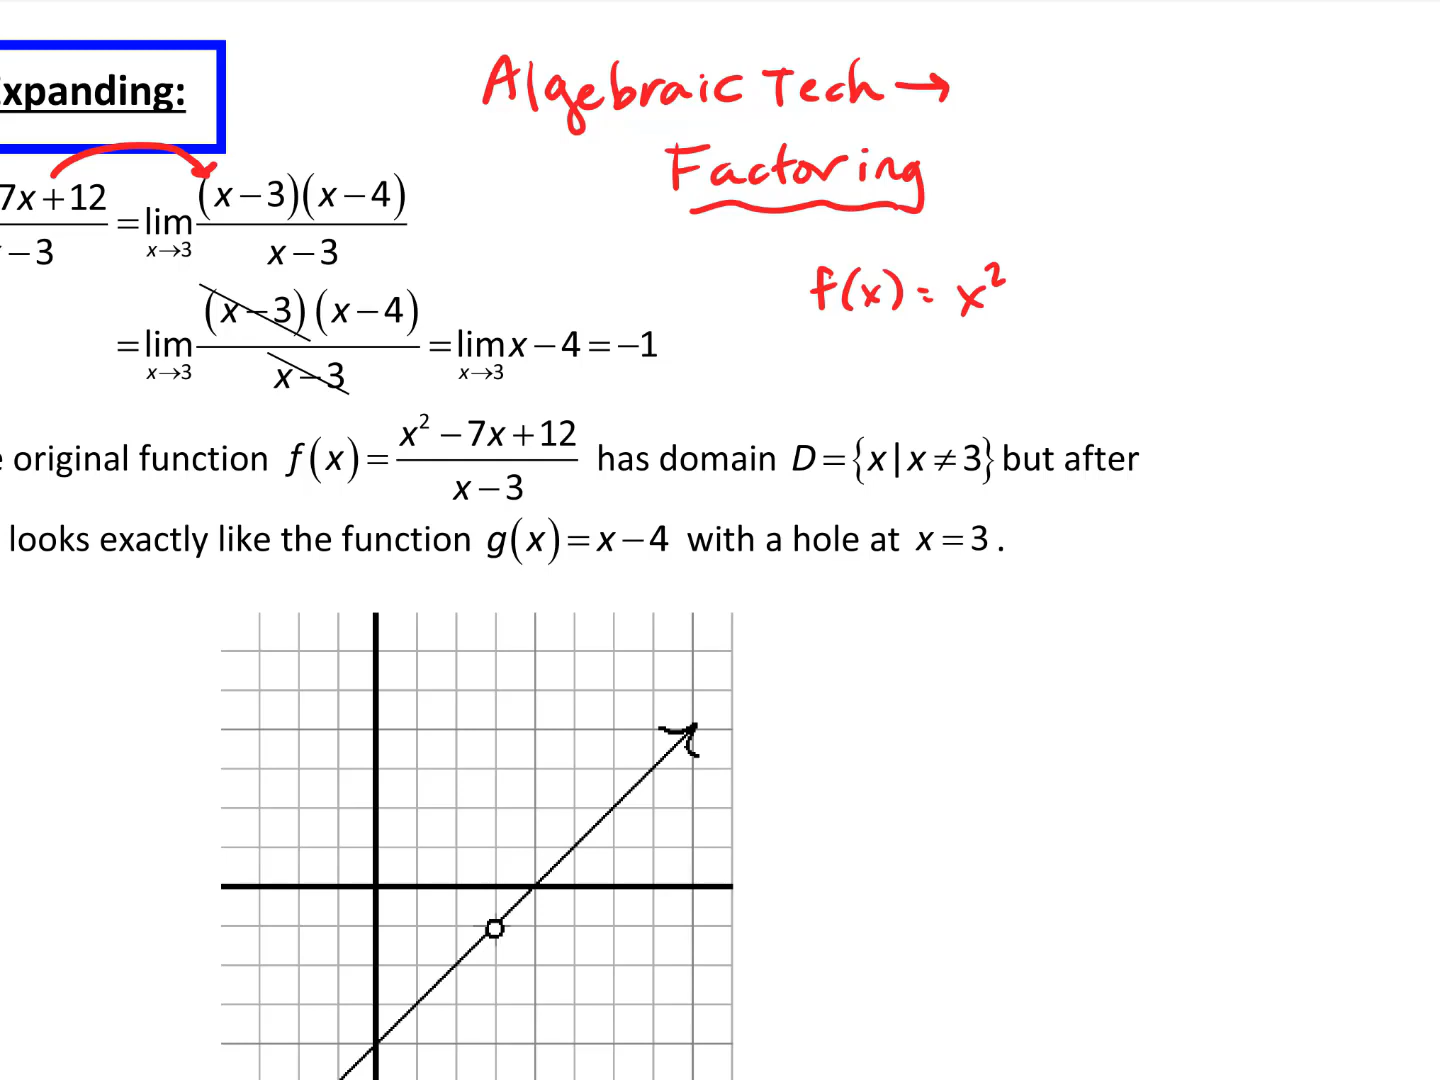 xpanding:
Algebraic Tech →
Factoring
7x + 12 / - 3 = lim x→3 (x - 3)(x - 4) / x - 3
f(x) = x²
= lim x→3 (x - 3)(x - 4) / x - 3 = lim x→3 x - 4 = -1
original function f(x) = x² - 7x + 12 / x - 3 has domain D = {x | x ≠ 3} but after
looks exactly like the function g(x) = x - 4 with a hole at x = 3.